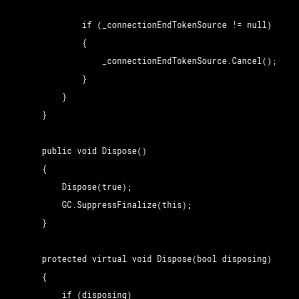 if (_connectionEndTokenSource != null)
{
_connectionEndTokenSource.Cancel();
}
}
}
public void Dispose()
{
Dispose(true);
GC.SuppressFinalize(this);
}
protected virtual void Dispose(bool disposing)
{
if (disposing)